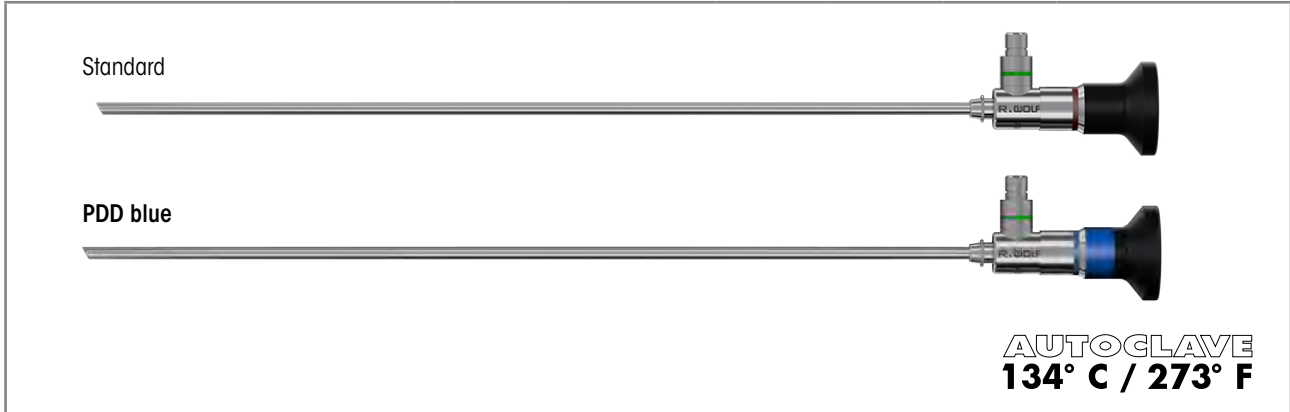 Standard
R.WOLF
PDD blue
R.WOLF
AUTOCLAVE
134° C / 273° F